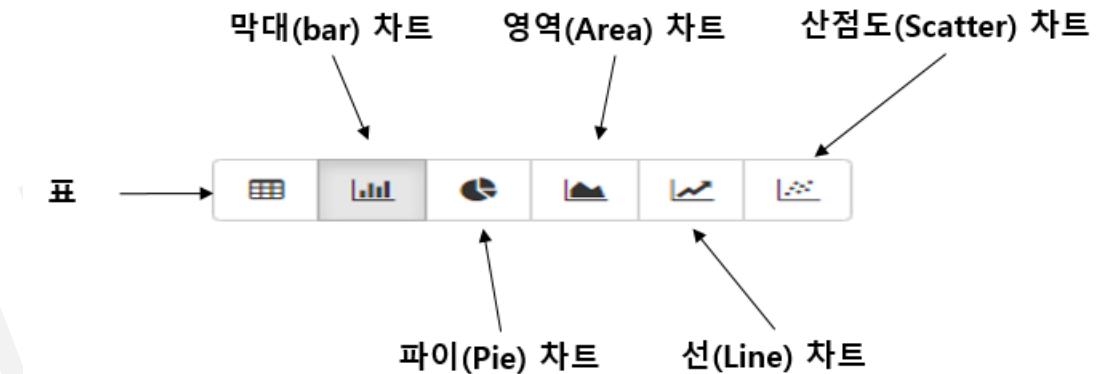 막대(bar) 차트
영역(Area) 차트
산점도(Scatter) 차트
표
파이(Pie) 차트
선(Line) 차트